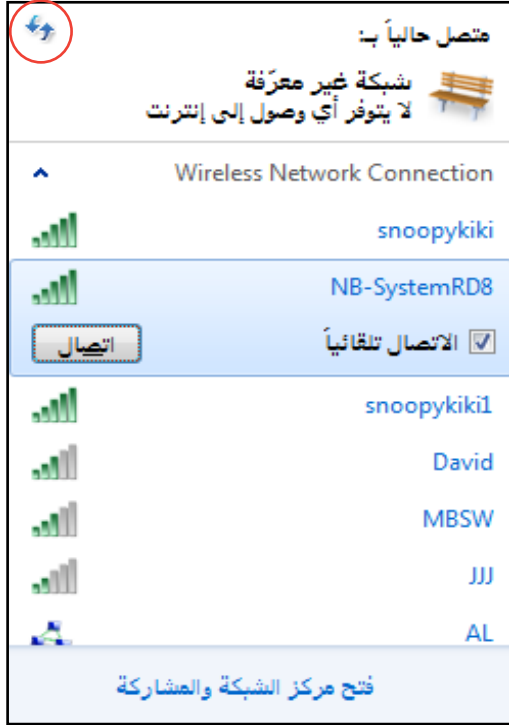 متصل حالياً بـ:
شبكة غير معرّفة
لا يتوفر أي وصول إلى إنترنت
Wireless Network Connection
snoopykiki
NB-SystemRD8
الاتصال تلقائياً
اتصال
snoopykiki1
David
MBSW
JJJ
AL
فتح مركز الشبكة والمشاركة